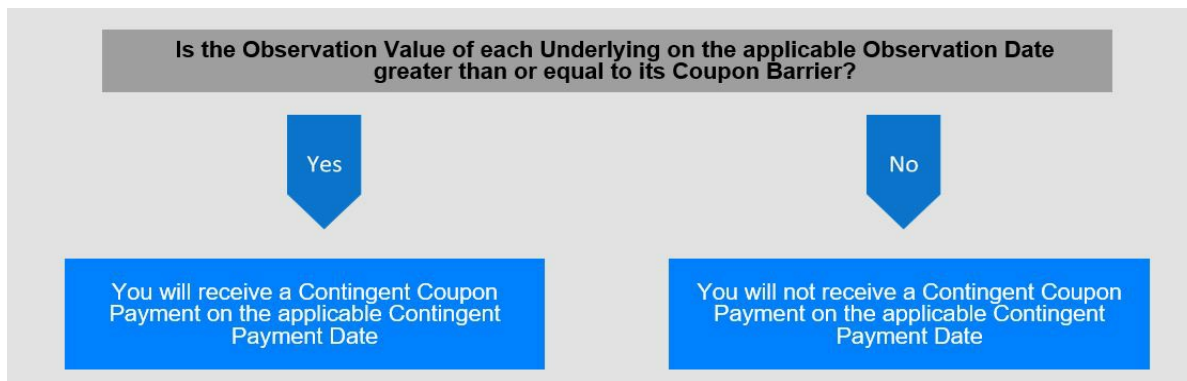 Is the Observation Value of each Underlying on the applicable Observation Date
greater than or equal to its Coupon Barrier?
Yes
No
You will receive a Contingent Coupon
Payment on the applicable Contingent
Payment Date
You will not receive a Contingent Coupon
Payment on the applicable Contingent
Payment Date